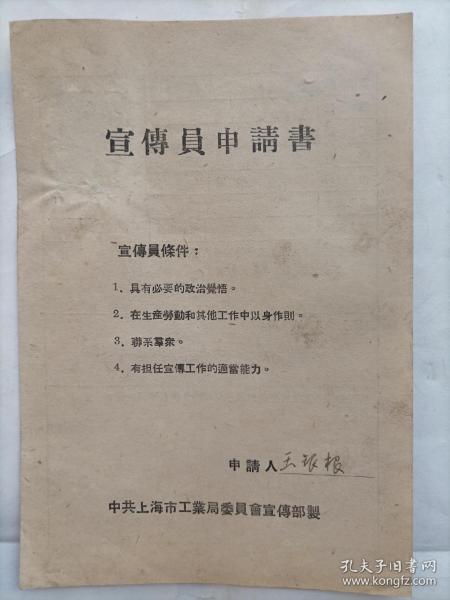 宣傳員申請書
宣傳員條件：
1. 具有必要的政治覺悟。
2. 在生産勞動和其他工作中以身作則。
3. 聯系羣衆。
4. 有担任宣傳工作的適當能力。
申請人 王銀根
中共上海市工業局委員會宣傳部製
孔夫子旧书网
www.kongfz.com